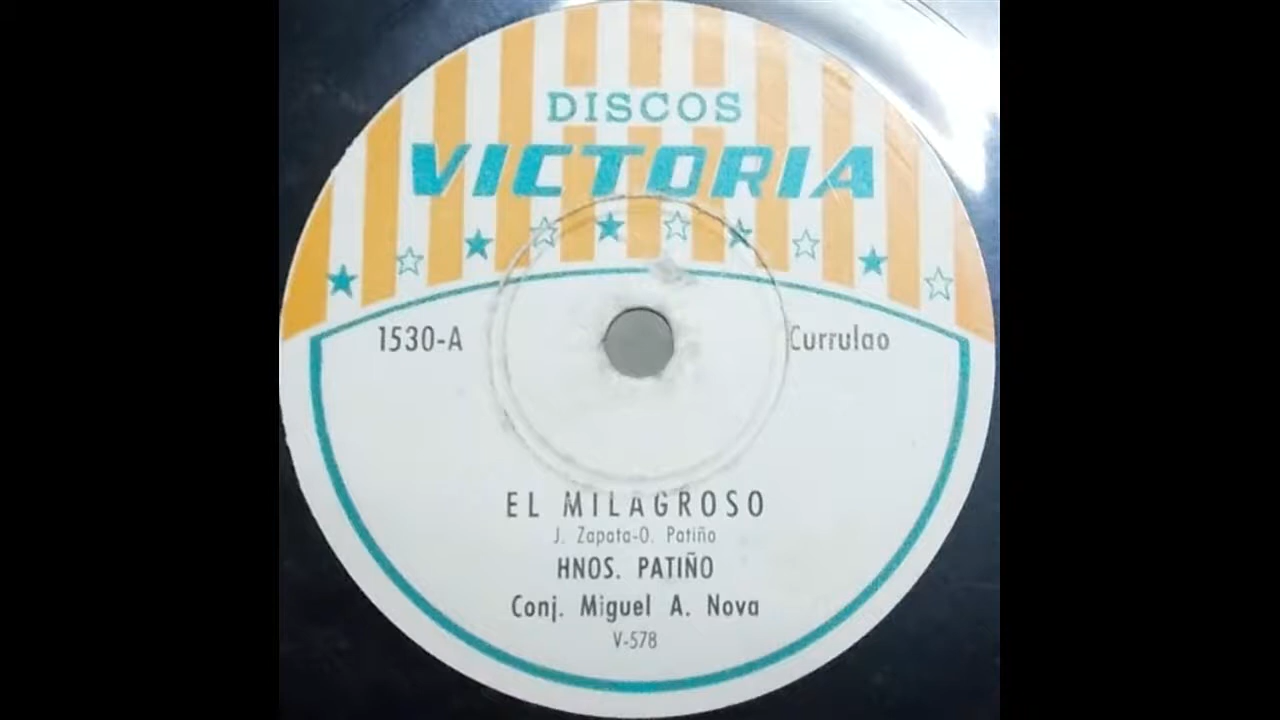 DISCOS
VICTORIA
1530-A
Currulao
EL MILAGROSO
J. Zapata-O. Patiño
HNOS. PATIÑO
Conj. Miguel A. Nova
V-578